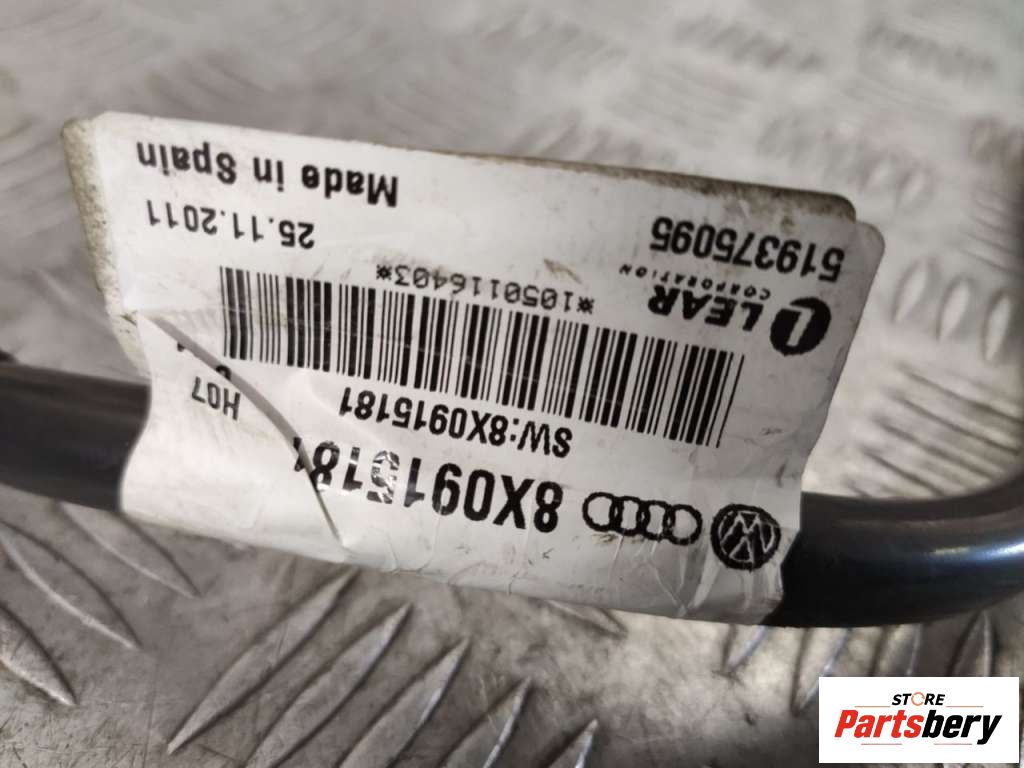 8X0915181
SW:8X0915181
H07
*1050116403*
LEAR
CORPORATION
519375095
25.11.2011
Made in Spain
STORE
Partsbery